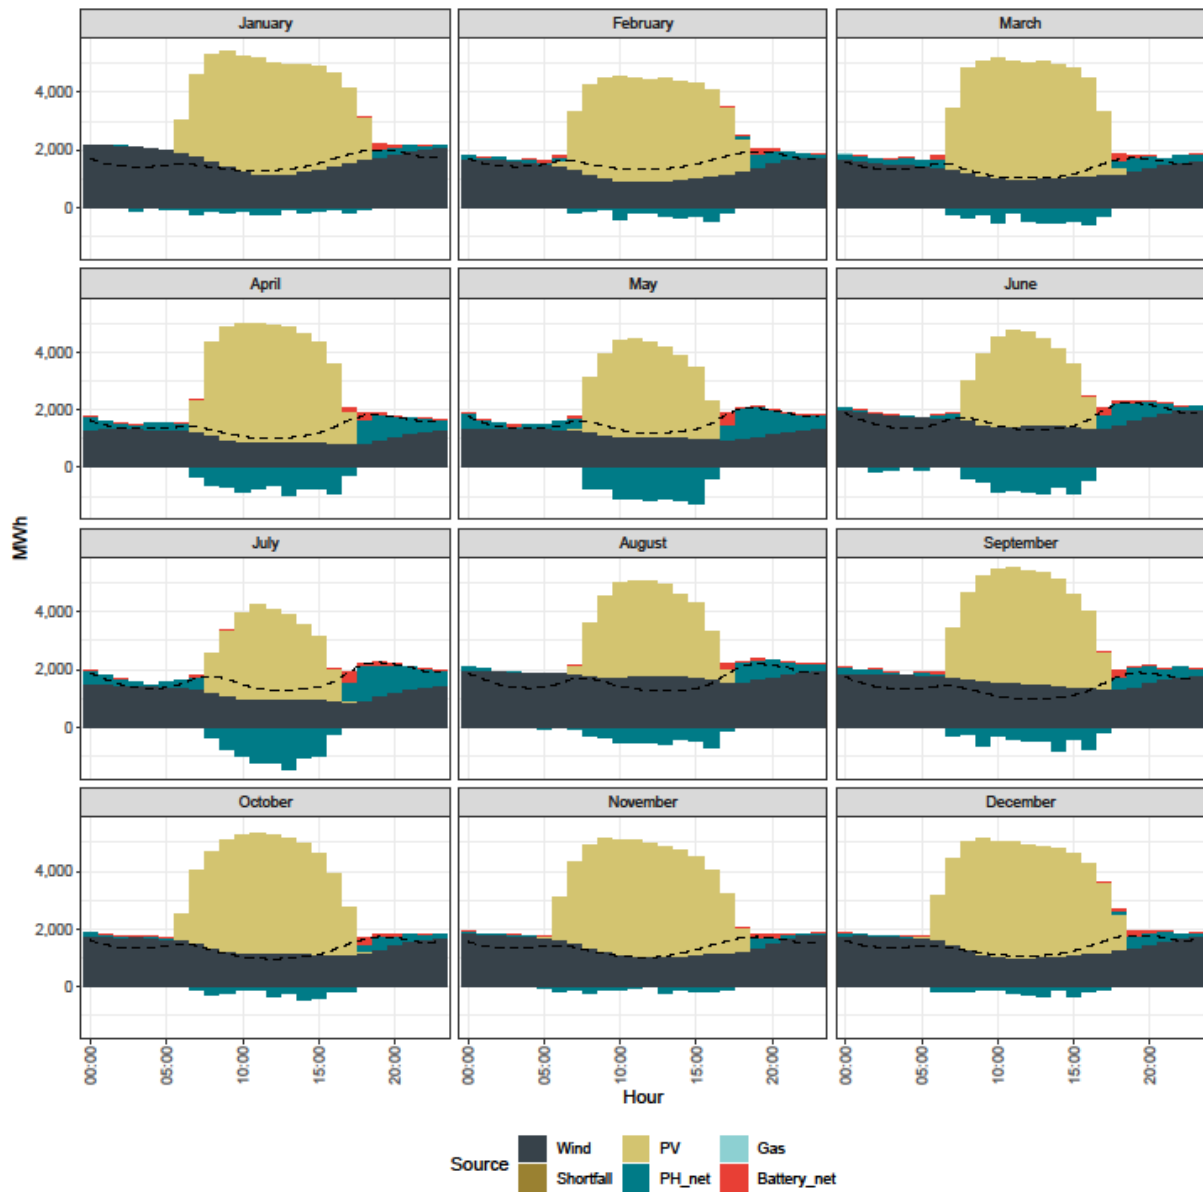 January
February
March
4,000
2,000
0
April
May
June
4,000
2,000
0
MWh
July
August
September
4,000
2,000
0
October
November
December
4,000
2,000
0
00:00
05:00
10:00
15:00
20:00
00:00
05:00
10:00
15:00
20:00
00:00
05:00
10:00
15:00
20:00
Hour
Source
Wind
PV
Gas
Shortfall
PH_net
Battery_net